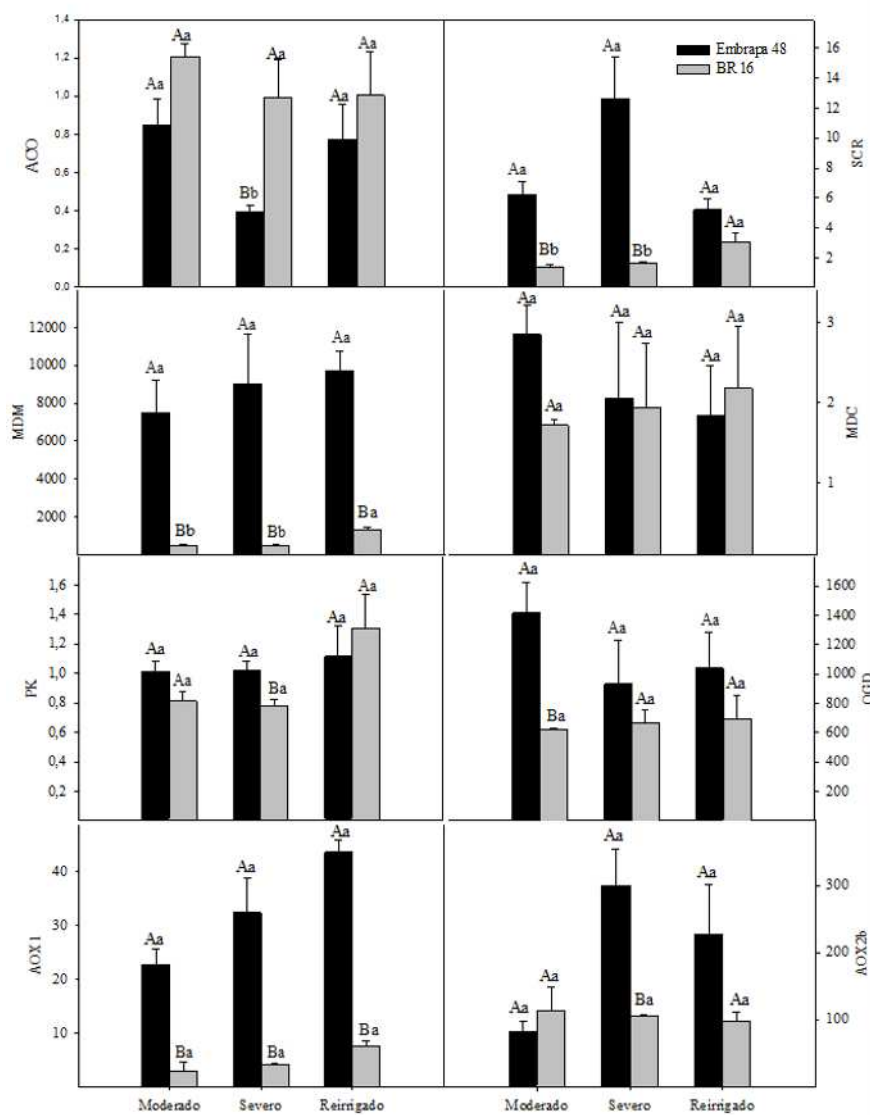 1,4
1,2
1,0
0,8
0,6
0,4
0,2
0,0
ACO
Aa
Aa
Bb
Aa
Aa
Aa
Embrapa 48
BR 16
16
14
12
10
8
6
4
2
SCR
Aa
Bb
Aa
Bb
Aa
Aa
12000
10000
8000
6000
4000
2000
MDM
Aa
Bb
Aa
Bb
Aa
Ba
3
2
1
MDC
Aa
Aa
Aa
Aa
Aa
Aa
1,6
1,4
1,2
1,0
0,8
0,6
0,4
0,2
PK
Aa
Aa
Aa
Ba
Aa
Aa
1600
1400
1200
1000
800
600
400
200
OGD
Aa
Ba
Aa
Aa
Aa
Aa
40
30
20
10
AOX1
Aa
Ba
Aa
Ba
Aa
Ba
300
200
100
AOX2b
Aa
Aa
Aa
Ba
Aa
Aa
Moderado Severo Reirrigado
Moderado Severo Reirrigado